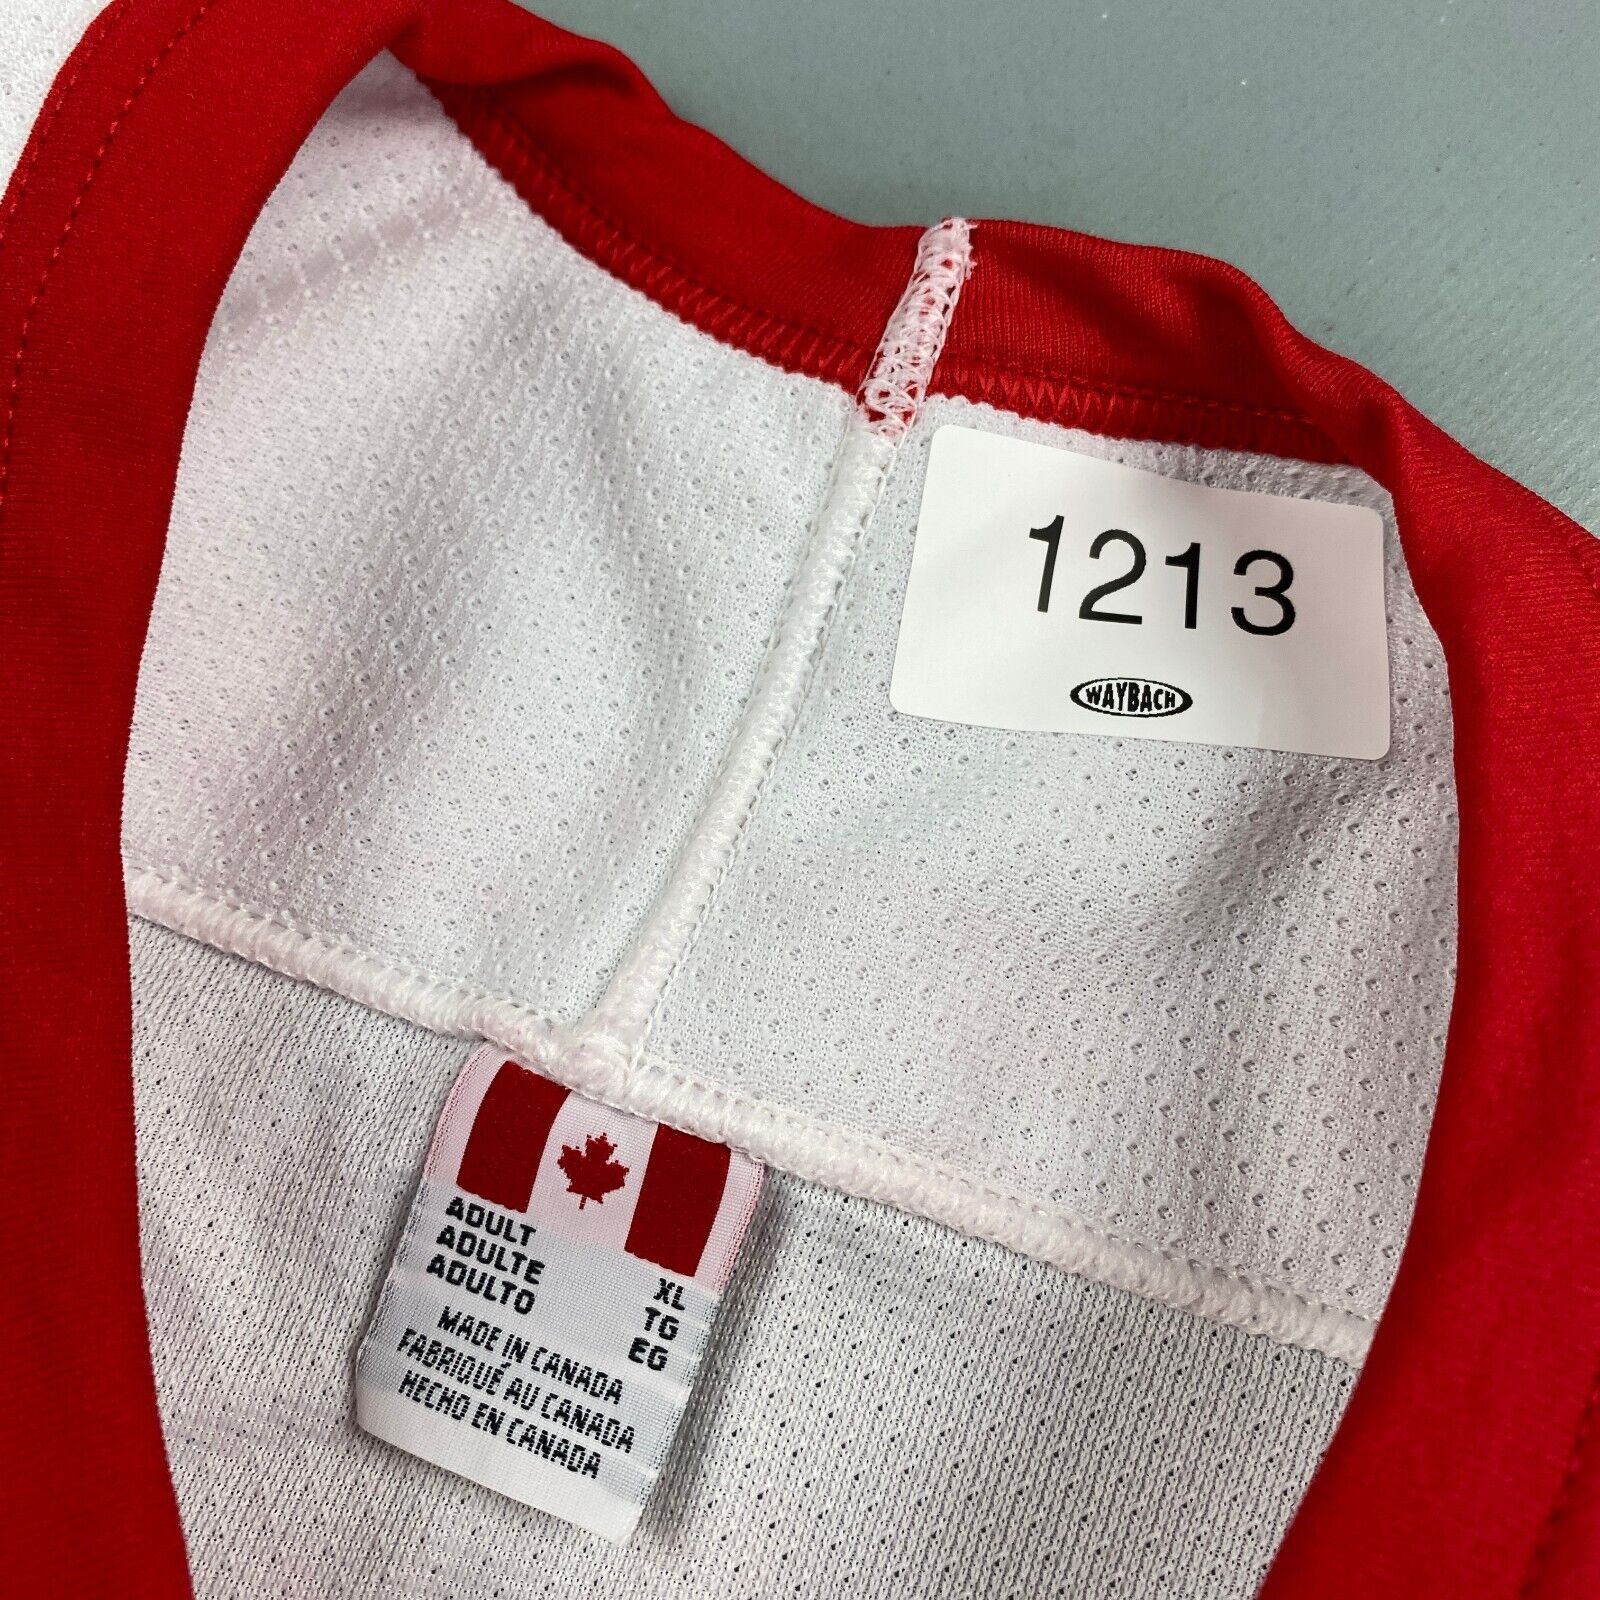 1213
WAYBACH
ADULT XL
ADULTE TG
ADULTO EG
MADE IN CANADA
FABRIQUÉ AU CANADA
HECHO EN CANADA